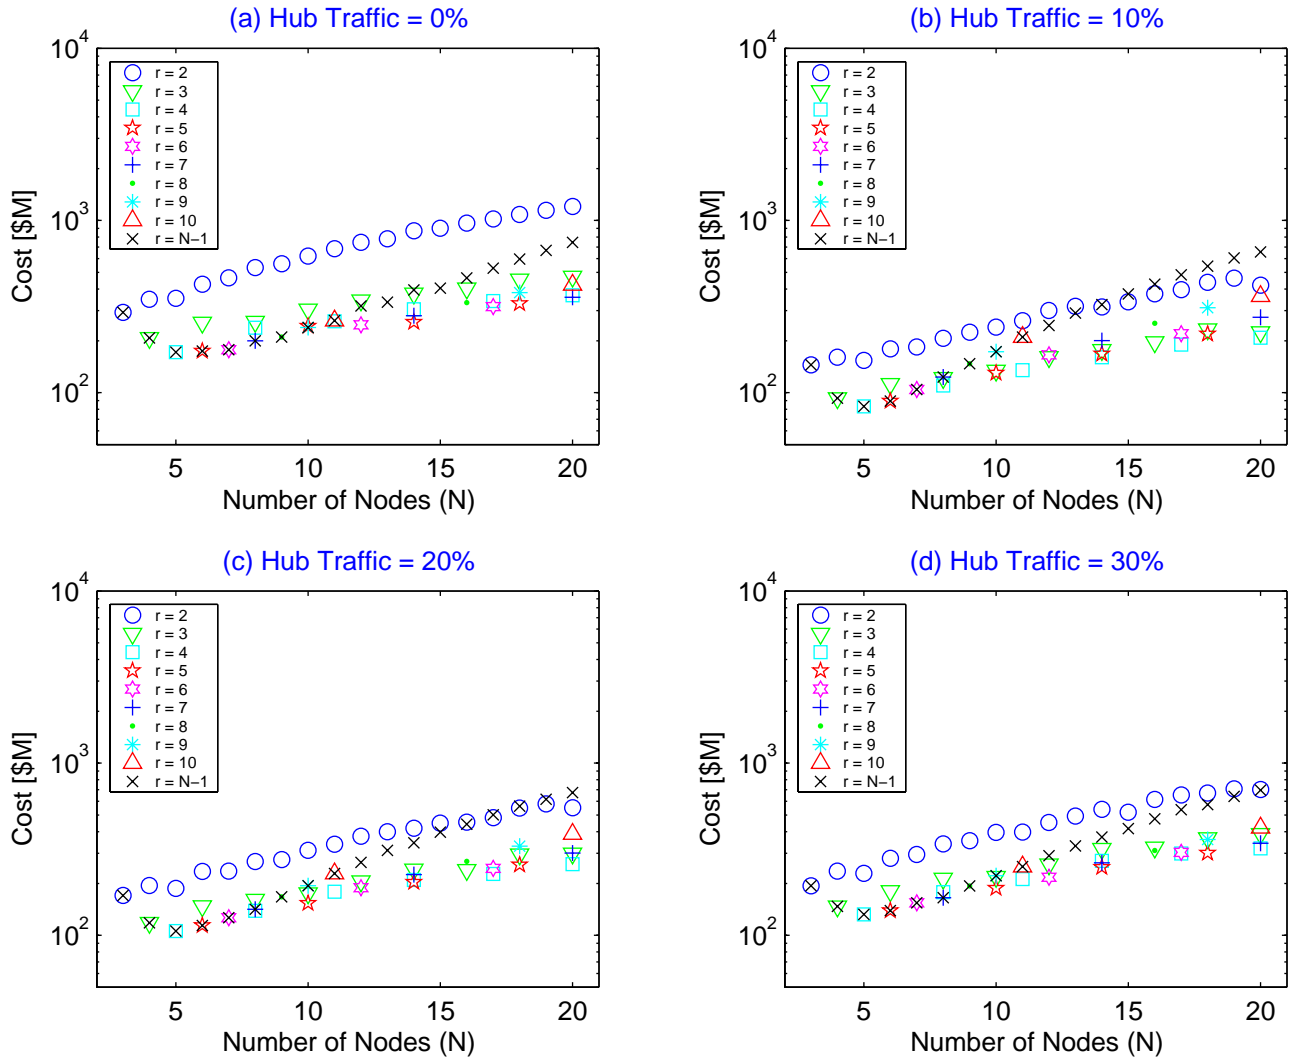 (a) Hub Traffic = 0%
10^4
10^3
10^2
Cost [$M]
r = 2
r = 3
r = 4
r = 5
r = 6
r = 7
r = 8
r = 9
r = 10
r = N−1
5 10 15 20
Number of Nodes (N)
(b) Hub Traffic = 10%
10^4
10^3
10^2
Cost [$M]
r = 2
r = 3
r = 4
r = 5
r = 6
r = 7
r = 8
r = 9
r = 10
r = N−1
5 10 15 20
Number of Nodes (N)
(c) Hub Traffic = 20%
10^4
10^3
10^2
Cost [$M]
r = 2
r = 3
r = 4
r = 5
r = 6
r = 7
r = 8
r = 9
r = 10
r = N−1
5 10 15 20
Number of Nodes (N)
(d) Hub Traffic = 30%
10^4
10^3
10^2
Cost [$M]
r = 2
r = 3
r = 4
r = 5
r = 6
r = 7
r = 8
r = 9
r = 10
r = N−1
5 10 15 20
Number of Nodes (N)